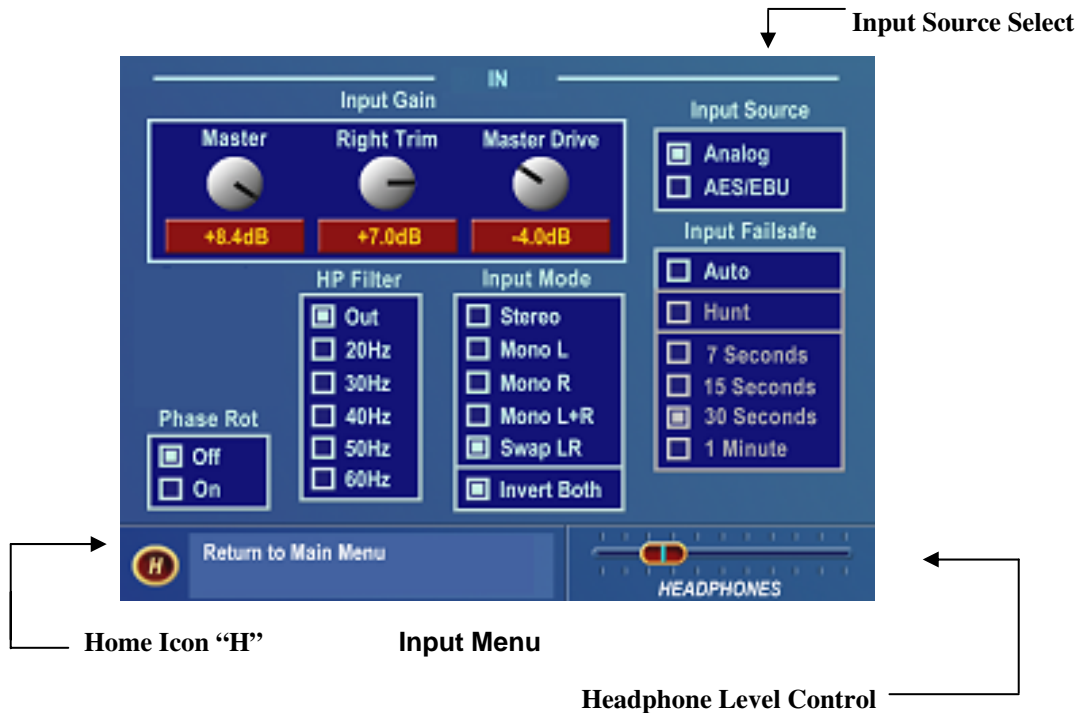 Input Source Select
IN
Input Gain
Master
Right Trim
Master Drive
+8.4dB
+7.0dB
-4.0dB
Input Source
Analog
AES/EBU
Input Failsafe
Auto
Hunt
7 Seconds
15 Seconds
30 Seconds
1 Minute
HP Filter
Out
20Hz
30Hz
40Hz
50Hz
60Hz
Input Mode
Stereo
Mono L
Mono R
Mono L+R
Swap LR
Invert Both
Phase Rot
Off
On
H
Return to Main Menu
HEADPHONES
Home Icon “H”
Input Menu
Headphone Level Control